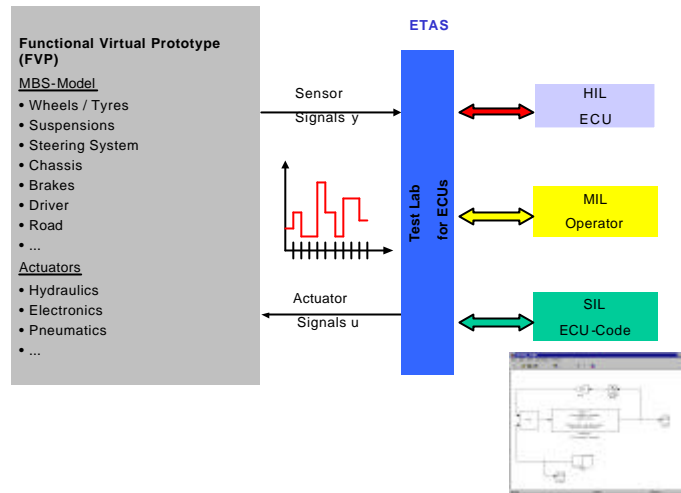 Functional Virtual Prototype
(FVP)
MBS-Model
• Wheels / Tyres
• Suspensions
• Steering System
• Chassis
• Brakes
• Driver
• Road
• ...
Actuators
• Hydraulics
• Electronics
• Pneumatics
• ...
Sensor
Signals y
Actuator
Signals u
ETAS
Test Lab
for ECUs
HIL
ECU
MIL
Operator
SIL
ECU-Code